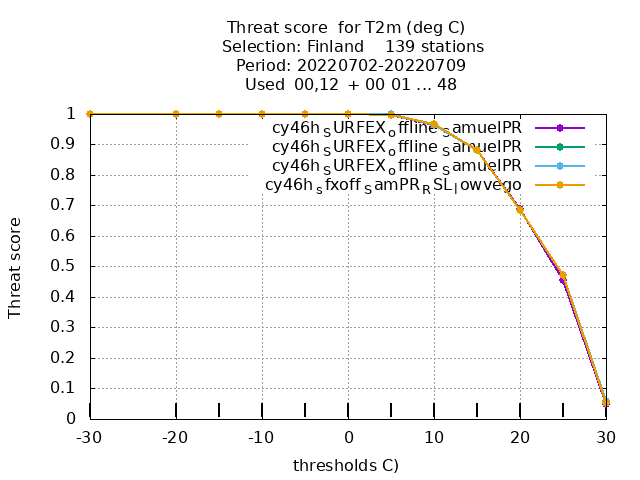 Threat score for T2m (deg C)
Selection: Finland 139 stations
Period: 20220702-20220709
Used 00,12 + 00 01 ... 48
1
0.9
0.8
0.7
0.6
0.5
0.4
0.3
0.2
0.1
0
Threat score
cy46h_SURFEX_offline_SamuelPR
cy46h_SURFEX_offline_SamuelPR
cy46h_SURFEX_offline_SamuelPR
cy46h_sfxoff_SamPR_RSL_lowvego
-30 -20 -10 0 10 20 30
thresholds C)